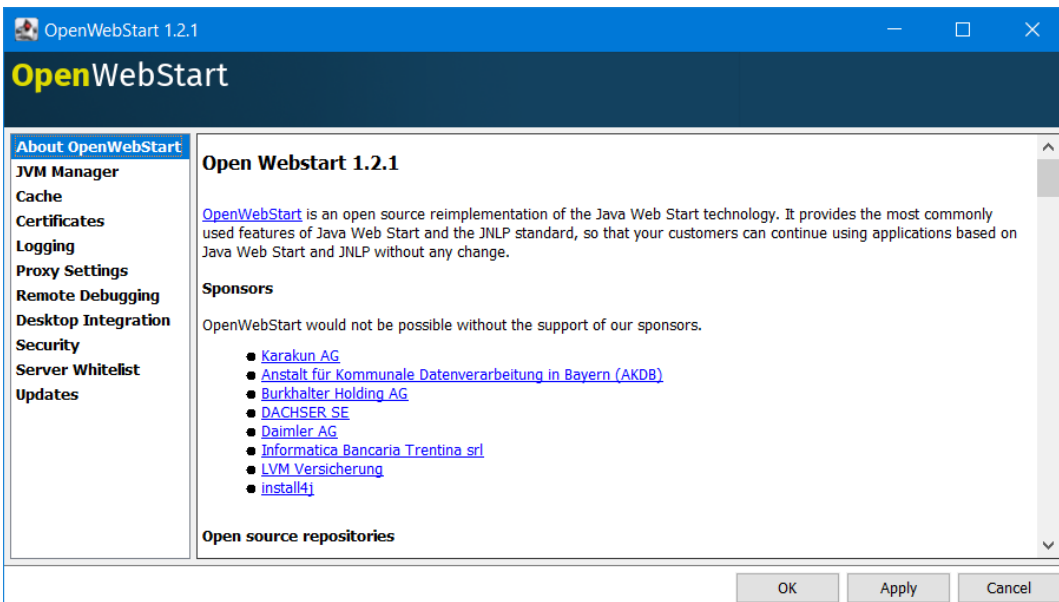 OpenWebStart 1.2.1
OpenWebStart
About OpenWebStart
JVM Manager
Cache
Certificates
Logging
Proxy Settings
Remote Debugging
Desktop Integration
Security
Server Whitelist
Updates
Open Webstart 1.2.1
OpenWebStart is an open source reimplementation of the Java Web Start technology. It provides the most commonly
used features of Java Web Start and the JNLP standard, so that your customers can continue using applications based on
Java Web Start and JNLP without any change.
Sponsors
OpenWebStart would not be possible without the support of our sponsors.
Karakun AG
Anstalt für Kommunale Datenverarbeitung in Bayern (AKDB)
Burkhalter Holding AG
DACHSER SE
Daimler AG
Informatica Bancaria Trentina srl
LVM Versicherung
install4j
Open source repositories
OK
Apply
Cancel